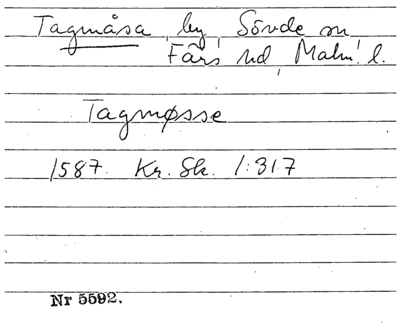 Tagmåsa, by, Sövde sn
Färs hd, Malm. l.
Tagmøsse
1587. Kr. Sk. 1:317
Nr 5592.